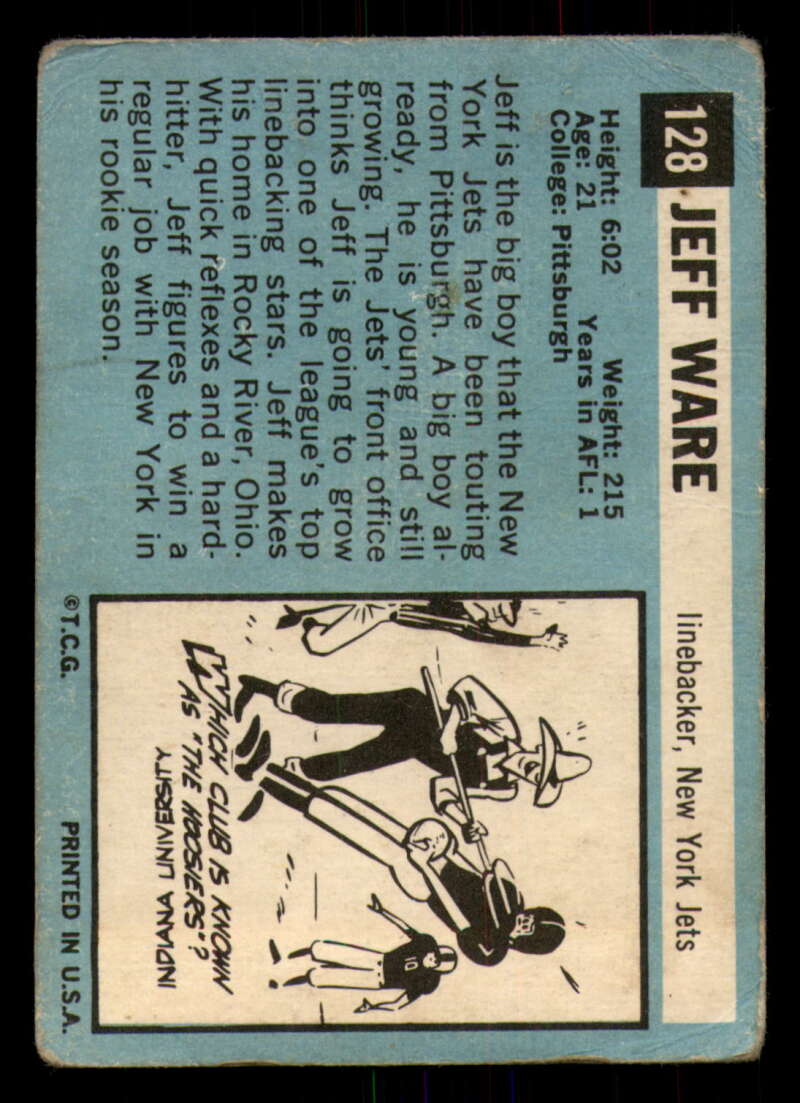 128 JEFF WARE linebacker, New York Jets
Height: 6:02 Weight: 215
Age: 21 Years in AFL: 1
College: Pittsburgh
Jeff is the big boy that the New
York Jets have been touting
from Pittsburgh. A big boy al-
ready, he is young and still
growing. The Jets' front office
thinks Jeff is going to grow
into one of the league's top
linebacking stars. Jeff makes
his home in Rocky River, Ohio.
With quick reflexes and a hard-
hitter, Jeff figures to win a
regular job with New York in
his rookie season.
10
WHICH CLUB IS KNOWN
AS "THE HOOSIERS"?
INDIANA UNIVERSITY
©T.C.G. PRINTED IN U.S.A.